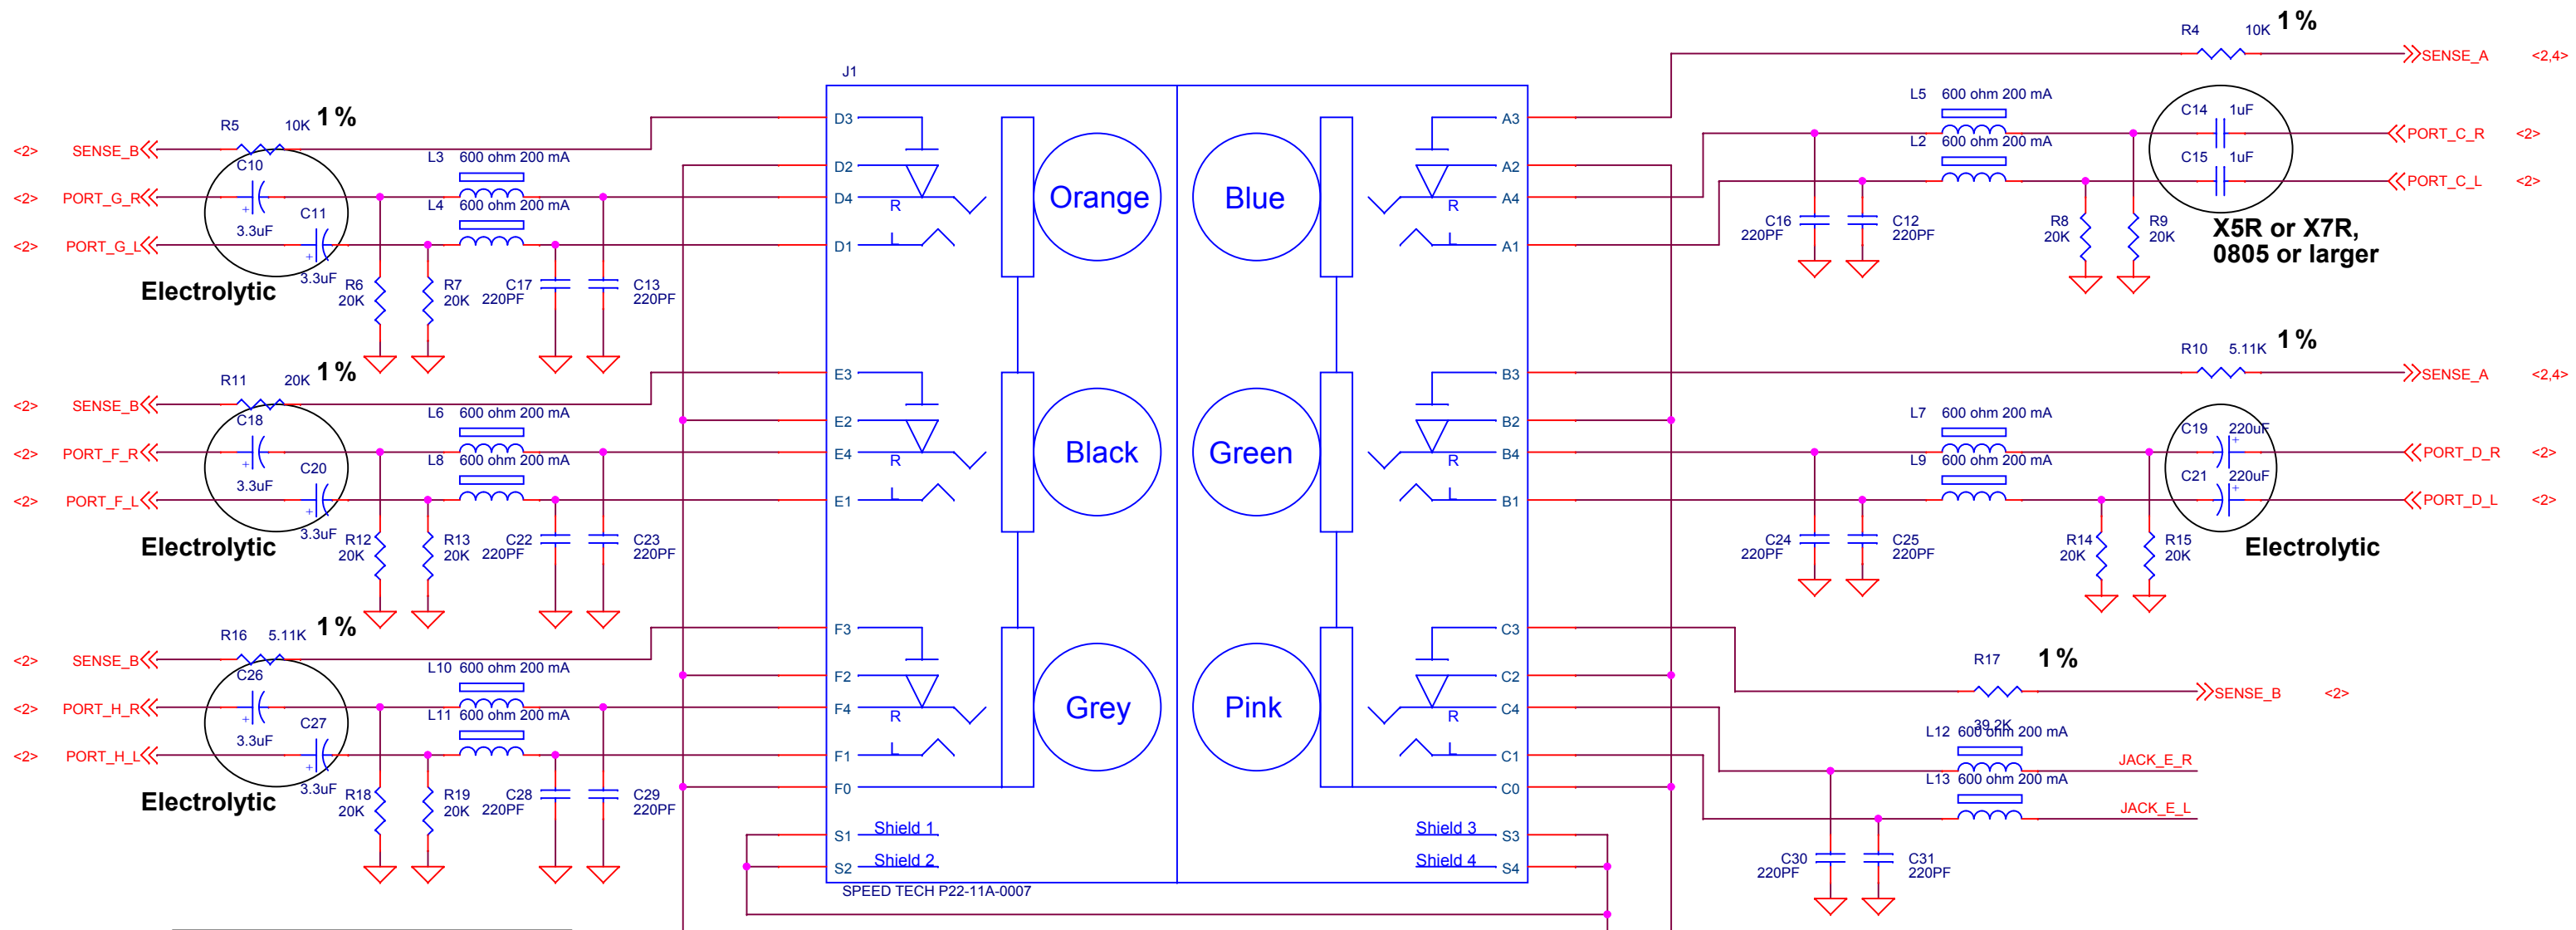 R4 10K 1%
SENSE_A <2,4>
J1
L5 600 ohm 200 mA
C14 1uF
R5 10K 1%
D3
A3
PORT_C_R <2>
<2> SENSE_B
L3 600 ohm 200 mA
L2 600 ohm 200 mA
C15 1uF
C10
D2
A2
PORT_C_L <2>
<2> PORT_G_R
L4 600 ohm 200 mA
D4
R
Orange
Blue
R
A4
C11
3.3uF
C16
220PF
C12
220PF
R8
20K
R9
20K
X5R or X7R,
0805 or larger
<2> PORT_G_L
D1
L
L
A1
3.3uF
Electrolytic
R6
20K
R7
20K
C17
220PF
C13
220PF
R10 5.11K 1%
R11 20K 1%
E3
B3
SENSE_A <2,4>
<2> SENSE_B
L6 600 ohm 200 mA
L7 600 ohm 200 mA
C18
E2
B2
C19 220uF
+
<2> PORT_F_R
L8 600 ohm 200 mA
E4
R
Black
Green
R
B4
L9 600 ohm 200 mA
PORT_D_R <2>
+
C20
3.3uF
C21 220uF
+
<2> PORT_F_L
E1
L
L
B1
PORT_D_L <2>
+
3.3uF
Electrolytic
R12
20K
R13
20K
C22
220PF
C23
220PF
C24
220PF
C25
220PF
R14
20K
R15
20K
Electrolytic
R16 5.11K 1%
F3
C3
R17 1%
<2> SENSE_B
L10 600 ohm 200 mA
C26
F2
C2
SENSE_B <2>
<2> PORT_H_R
L11 600 ohm 200 mA
F4
R
Grey
Pink
R
C4
+
C27
3.3uF
39.2K
L12 600 ohm 200 mA
<2> PORT_H_L
F1
L
L
C1
JACK_E_R
+
3.3uF
L13 600 ohm 200 mA
Electrolytic
R18
20K
R19
20K
C28
220PF
C29
220PF
F0
C0
JACK_E_L
S1 Shield 1
Shield 3 S3
S2 Shield 2
Shield 4 S4
C30
220PF
C31
220PF
SPEED TECH P22-11A-0007